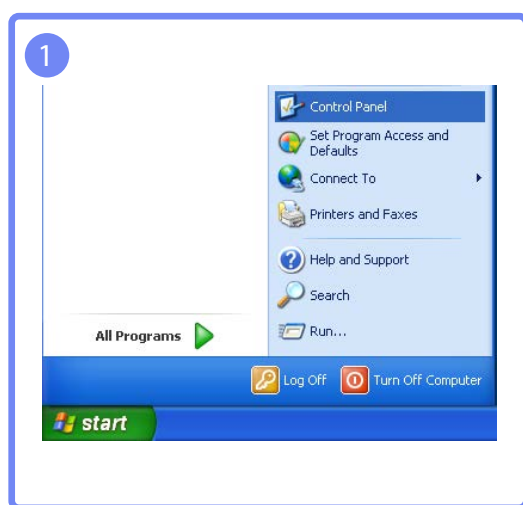 1
Control Panel
Set Program Access and
Defaults
Connect To
Printers and Faxes
Help and Support
Search
All Programs
Run...
Log Off
Turn Off Computer
start